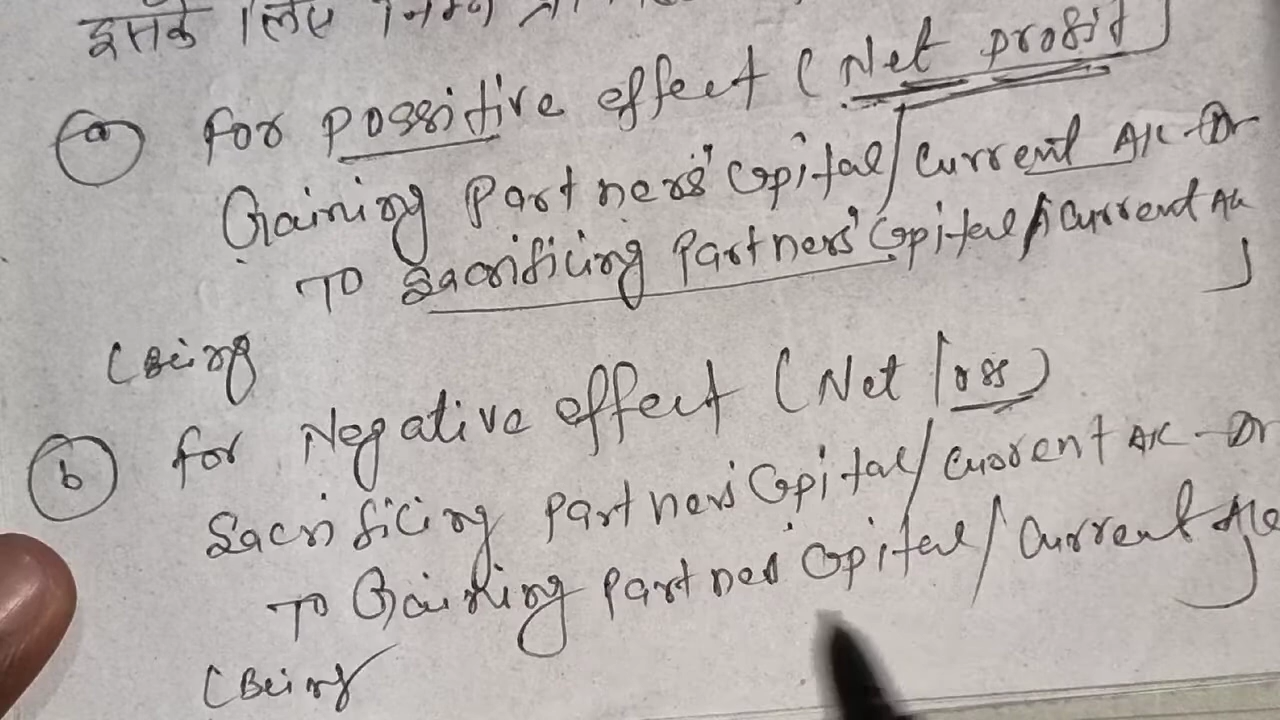 इसके लिए निम्न
(a) for possitive effect (Net profit)
Gaining Partners' Capital/Current A/c Dr
To Sacrificing Partners' Capital/Current A/c
(Being
(b) for Negative effect (Net loss)
Sacrificing Partners' Capital/Current A/c - Dr
To Gaining Partners' Capital/Current A/c
(Being